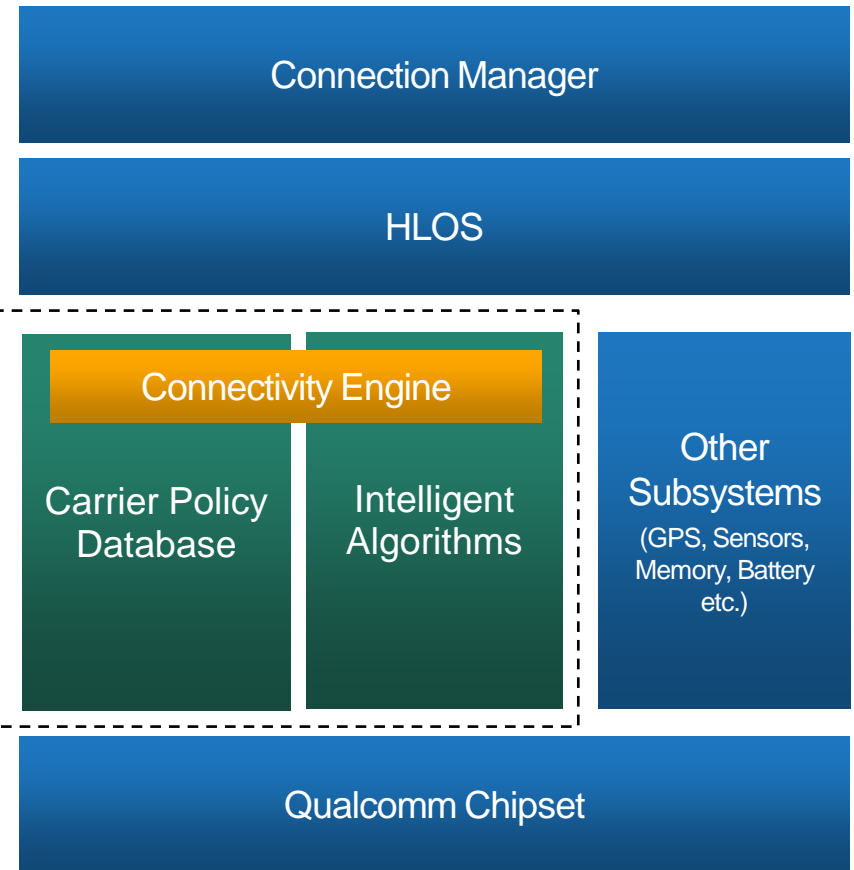 Connection Manager
HLOS
Connectivity Engine
Carrier Policy
Database
Intelligent
Algorithms
Other
Subsystems
(GPS, Sensors,
Memory, Battery
etc.)
Qualcomm Chipset